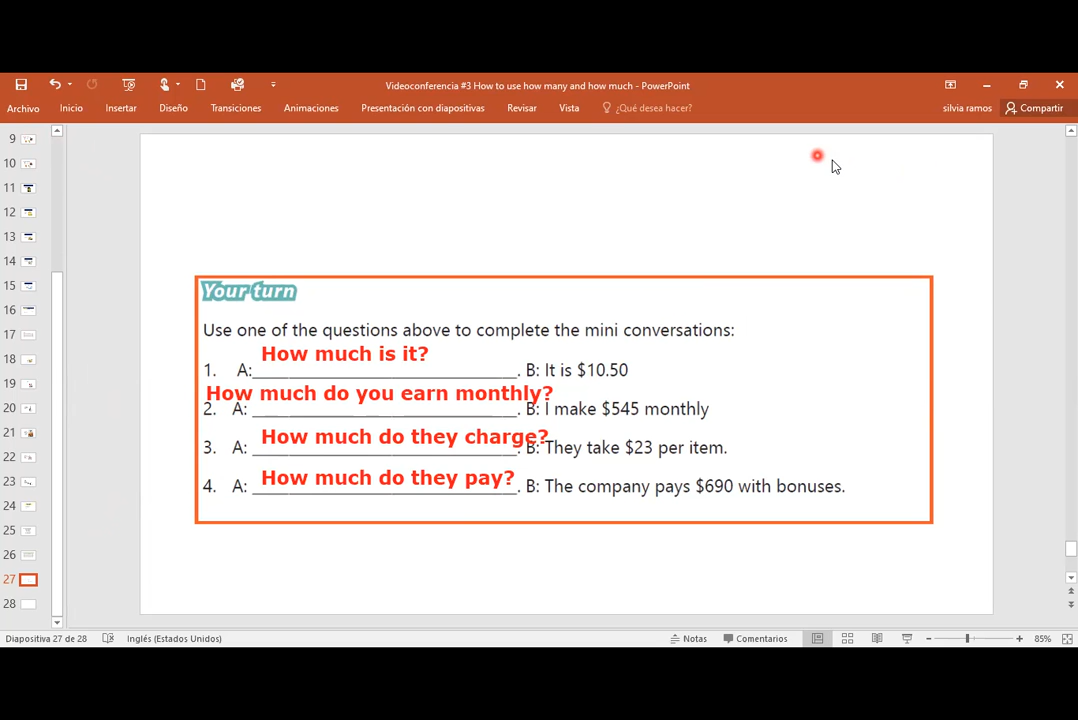 Videoconferencia #3 How to use how many and how much - PowerPoint
Archivo Inicio Insertar Diseño Transiciones Animaciones Presentación con diapositivas Revisar Vista ¿Qué desea hacer? silvia ramos Compartir
9
10
11
12
13
14
15
16
17
18
19
20
21
22
23
24
25
26
27
28
Your turn
Use one of the questions above to complete the mini conversations:
How much is it?
1. A:________________________________. B: It is $10.50
How much do you earn monthly?
2. A: ________________________________. B: I make $545 monthly
How much do they charge?
3. A: ________________________________. B: They take $23 per item.
How much do they pay?
4. A: ________________________________. B: The company pays $690 with bonuses.
Diapositiva 27 de 28 Inglés (Estados Unidos) Notas Comentarios 85%